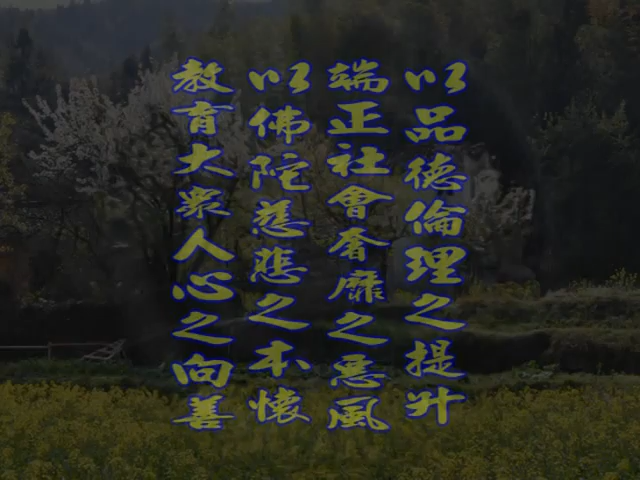 以品德倫理之提升
端正社會奢靡之惡風
以佛陀慈悲之本懷
教育大衆人心之向善